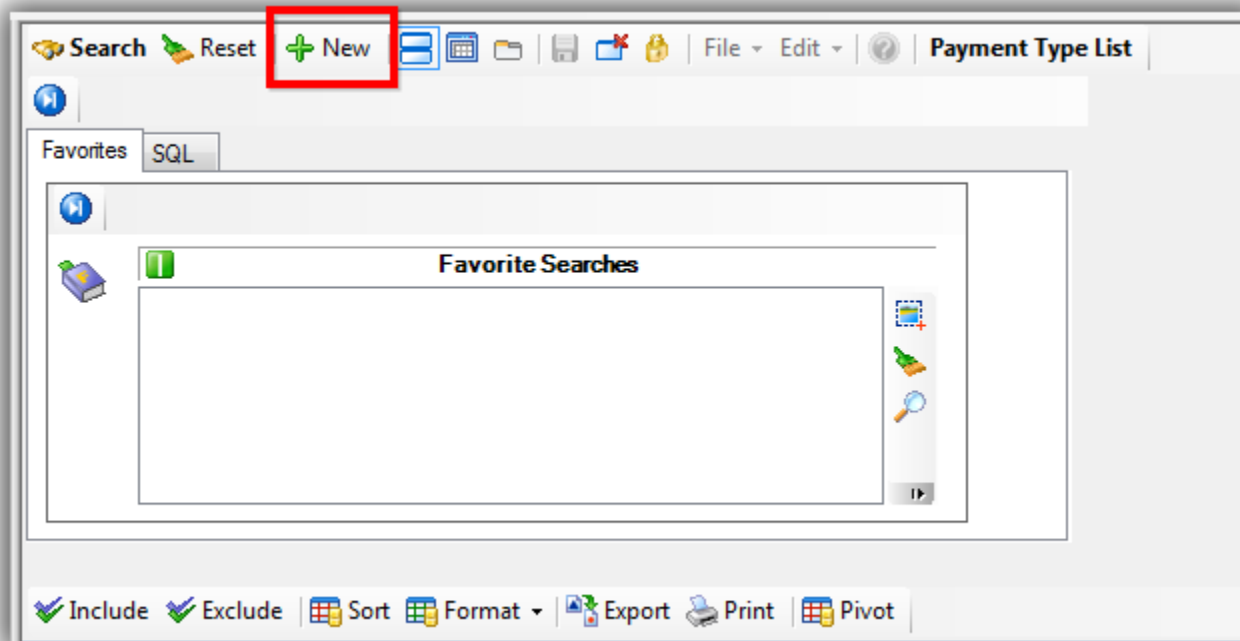 Search Reset New File Edit Payment Type List
Favorites SQL
Favorite Searches
Include Exclude Sort Format Export Print Pivot